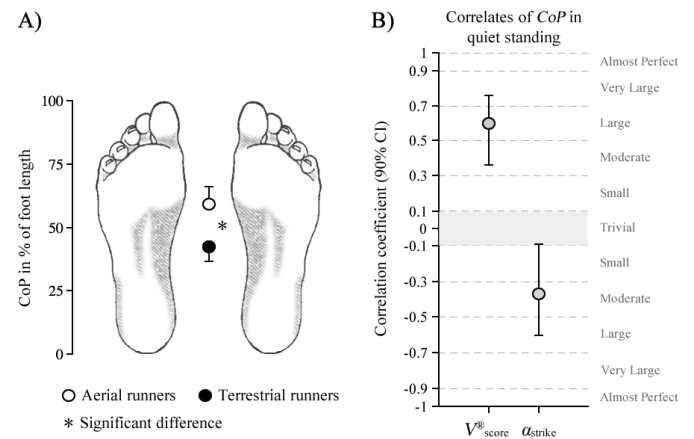 A)
100
75
50
25
0
CoP in % of foot length
*
Aerial runners
Terrestrial runners
* Significant difference
B)
Correlates of CoP in
quiet standing
1
0.9
0.7
0.5
0.3
0.1
0
-0.1
-0.3
-0.5
-0.7
-0.9
-1
Correlation coefficient (90% CI)
Almost Perfect
Very Large
Large
Moderate
Small
Trivial
Small
Moderate
Large
Very Large
Almost Perfect
V®score
αstrike